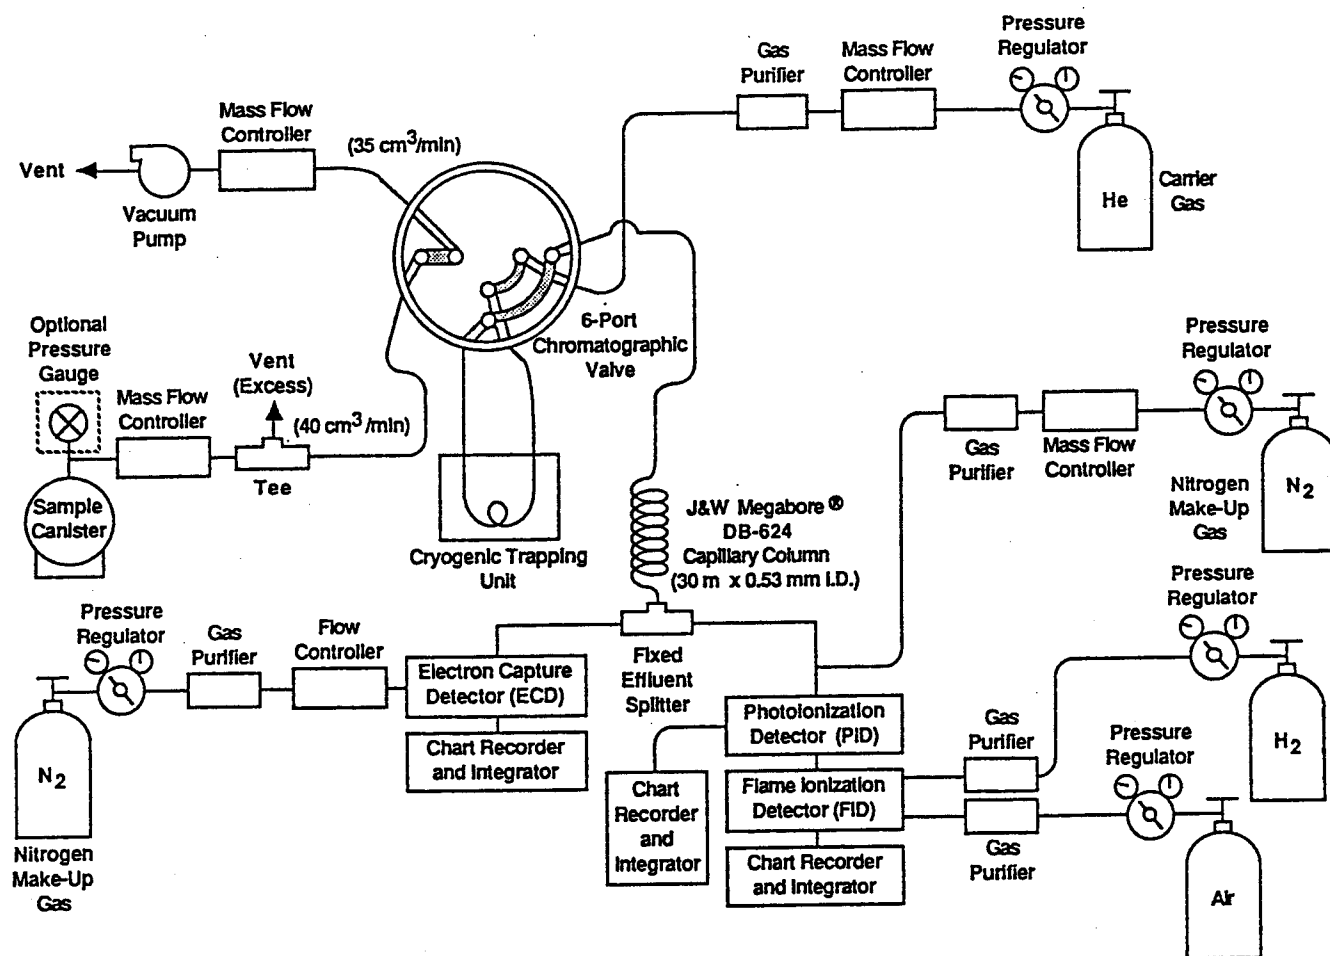 Pressure
Regulator
Gas
Purifier
Mass Flow
Controller
He
Carrier
Gas
Mass Flow
Controller
(35 cm3/min)
Vent
Vacuum
Pump
6-Port
Chromatographic
Valve
Optional
Pressure
Gauge
Mass Flow
Controller
Vent
(Excess)
(40 cm3/min)
Tee
Sample
Canister
Cryogenic Trapping
Unit
J&W Megabore ®
DB-624
Capillary Column
(30 m x 0.53 mm I.D.)
Pressure
Regulator
Gas
Purifier
Mass Flow
Controller
Nitrogen
Make-Up
Gas
N2
Pressure
Regulator
Gas
Purifier
Flow
Controller
Electron Capture
Detector (ECD)
Chart Recorder
and Integrator
N2
Nitrogen
Make-Up
Gas
Fixed
Effluent
Splitter
Photoionization
Detector (PID)
Chart
Recorder
and
Integrator
Flame Ionization
Detector (FID)
Chart Recorder
and Integrator
Gas
Purifier
Pressure
Regulator
H2
Gas
Purifier
Pressure
Regulator
Air